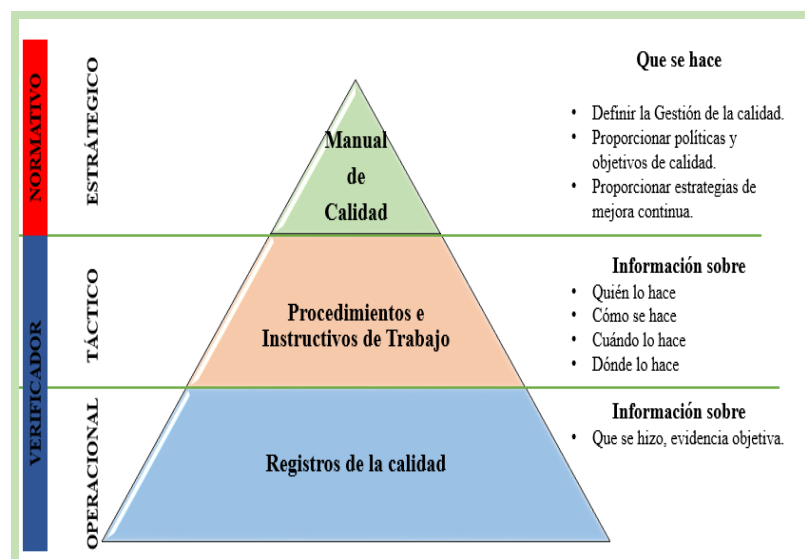 NORMATIVO
ESTRÁTEGICO
Manual
de
Calidad
Que se hace
• Definir la Gestión de la calidad.
• Proporcionar políticas y
objetivos de calidad.
• Proporcionar estrategias de
mejora continua.
VERIFICADOR
TÁCTICO
Procedimientos e
Instructivos de Trabajo
Información sobre
• Quién lo hace
• Cómo se hace
• Cuándo lo hace
• Dónde lo hace
OPERACIONAL
Registros de la calidad
Información sobre
• Que se hizo, evidencia objetiva.